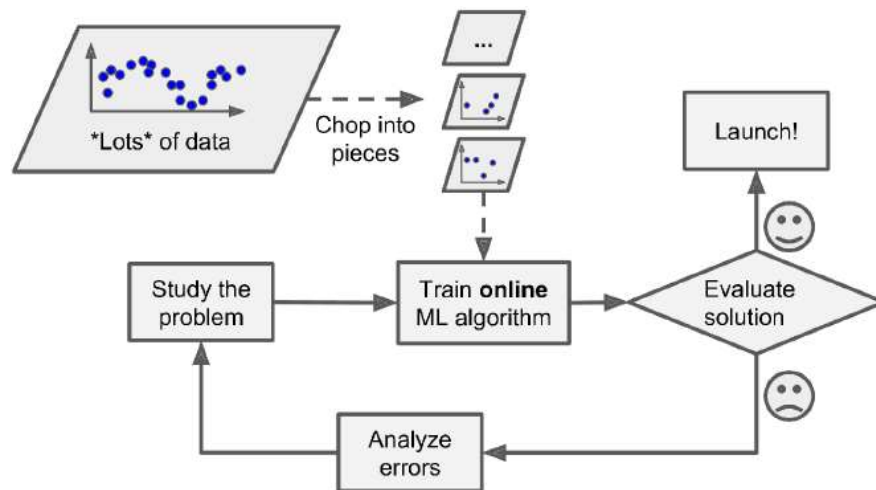 *Lots* of data
Chop into
pieces
...
Launch!
Study the
problem
Train online
ML algorithm
Evaluate
solution
Analyze
errors